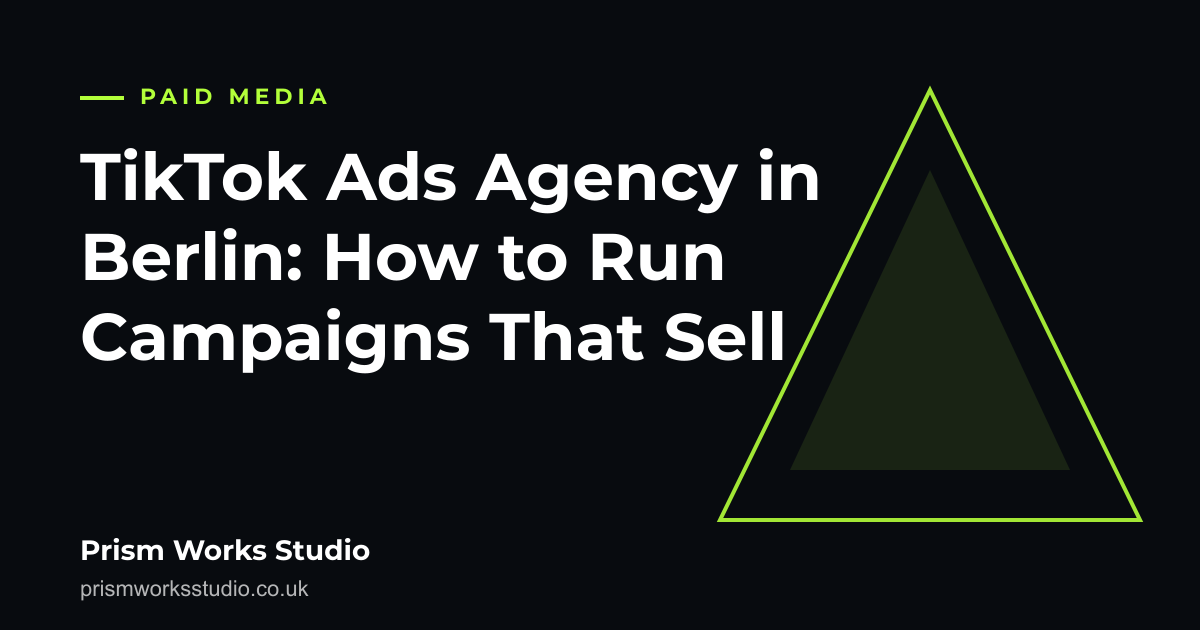 PAID MEDIA
TikTok Ads Agency in
Berlin: How to Run
Campaigns That Sell
Prism Works Studio
prismworksstudio.co.uk